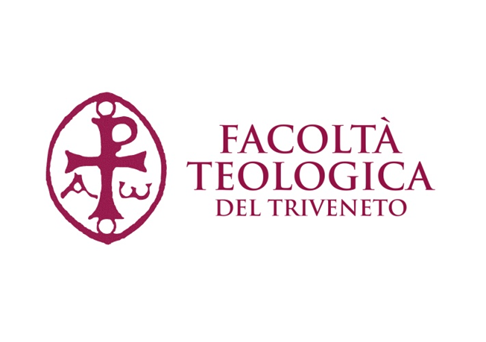 Α ω
FACOLTÀ
TEOLOGICA
DEL TRIVENETO